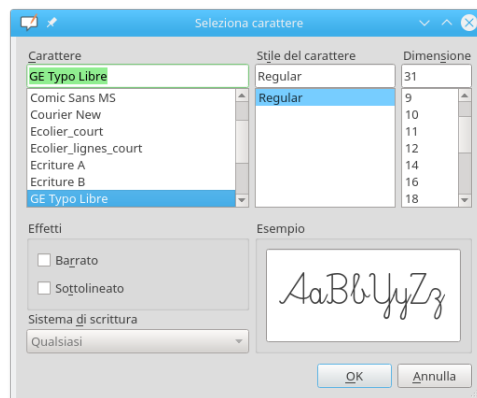 Seleziona carattere
Carattere
Stile del carattere
Dimensione
GE Typo Libre
Regular
31
Comic Sans MS
Courier New
Ecolier_court
Ecolier_lignes_court
Ecriture A
Ecriture B
GE Typo Libre
Regular
9
10
11
12
14
16
18
Effetti
Barrato
Sottolineato
Sistema di scrittura
Qualsiasi
Esempio
AaBbYyZz
OK
Annulla